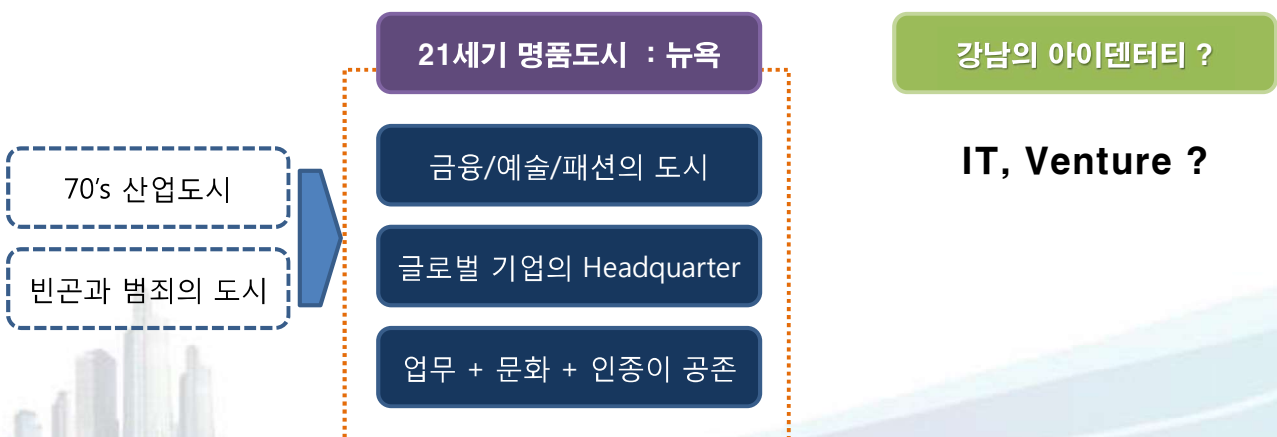 21세기 명품도시 : 뉴욕
강남의 아이덴터티 ?
70's 산업도시
빈곤과 범죄의 도시
금융/예술/패션의 도시
글로벌 기업의 Headquarter
업무 + 문화 + 인종이 공존
IT, Venture ?